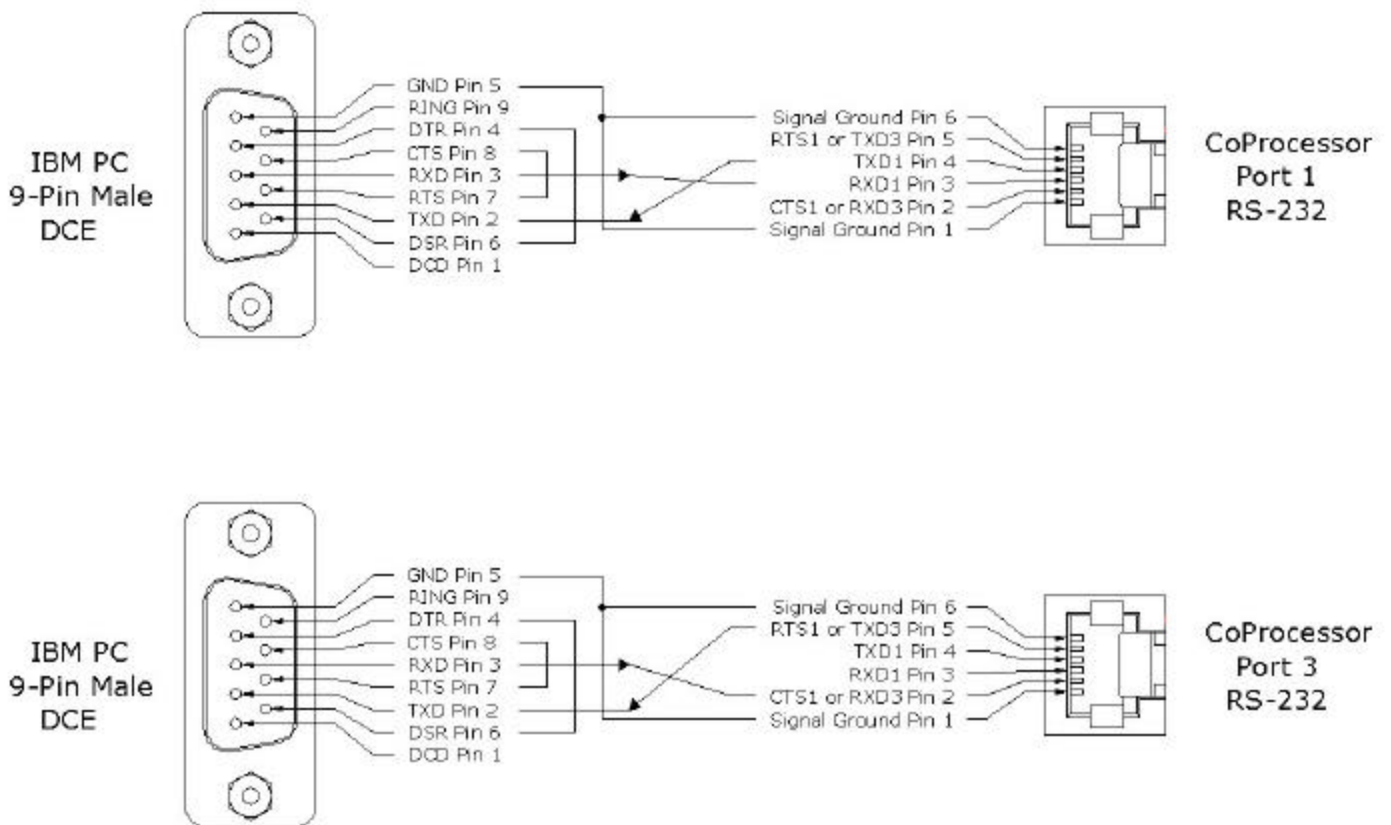 IBM PC
9-Pin Male
DCE
GND Pin 5
RING Pin 9
DTR Pin 4
CTS Pin 8
RXD Pin 3
RTS Pin 7
TXD Pin 2
DSR Pin 6
DCD Pin 1
Signal Ground Pin 6
RTS1 or TXD3 Pin 5
TXD1 Pin 4
RXD1 Pin 3
CTS1 or RXD3 Pin 2
Signal Ground Pin 1
CoProcessor
Port 1
RS-232
IBM PC
9-Pin Male
DCE
GND Pin 5
RING Pin 9
DTR Pin 4
CTS Pin 8
RXD Pin 3
RTS Pin 7
TXD Pin 2
DSR Pin 6
DCD Pin 1
Signal Ground Pin 6
RTS1 or TXD3 Pin 5
TXD1 Pin 4
RXD1 Pin 3
CTS1 or RXD3 Pin 2
Signal Ground Pin 1
CoProcessor
Port 3
RS-232